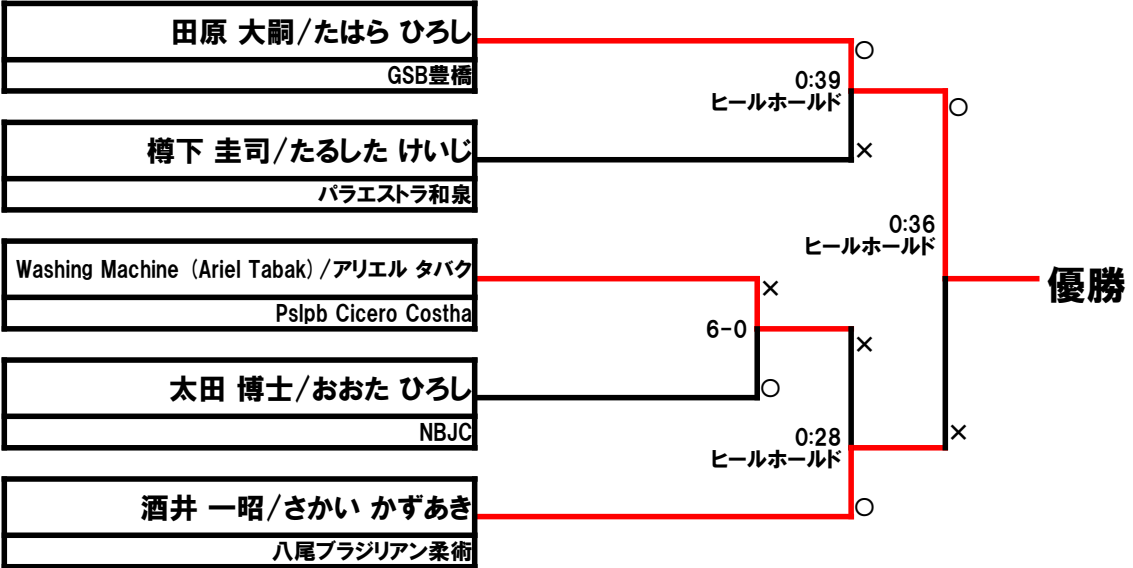 田原 大嗣/たはら ひろし
GSB豊橋
○
0:39
ヒールホールド
○
樽下 圭司/たるした けいじ
×
パラエストラ和泉
0:36
ヒールホールド
Washing Machine (Ariel Tabak)/アリエル タバク
×
優勝
Pslpb Cicero Costha
6-0
×
太田 博士/おおた ひろし
○
NBJC
0:28
ヒールホールド
×
酒井 一昭/さかい かずあき
○
八尾ブラジリアン柔術